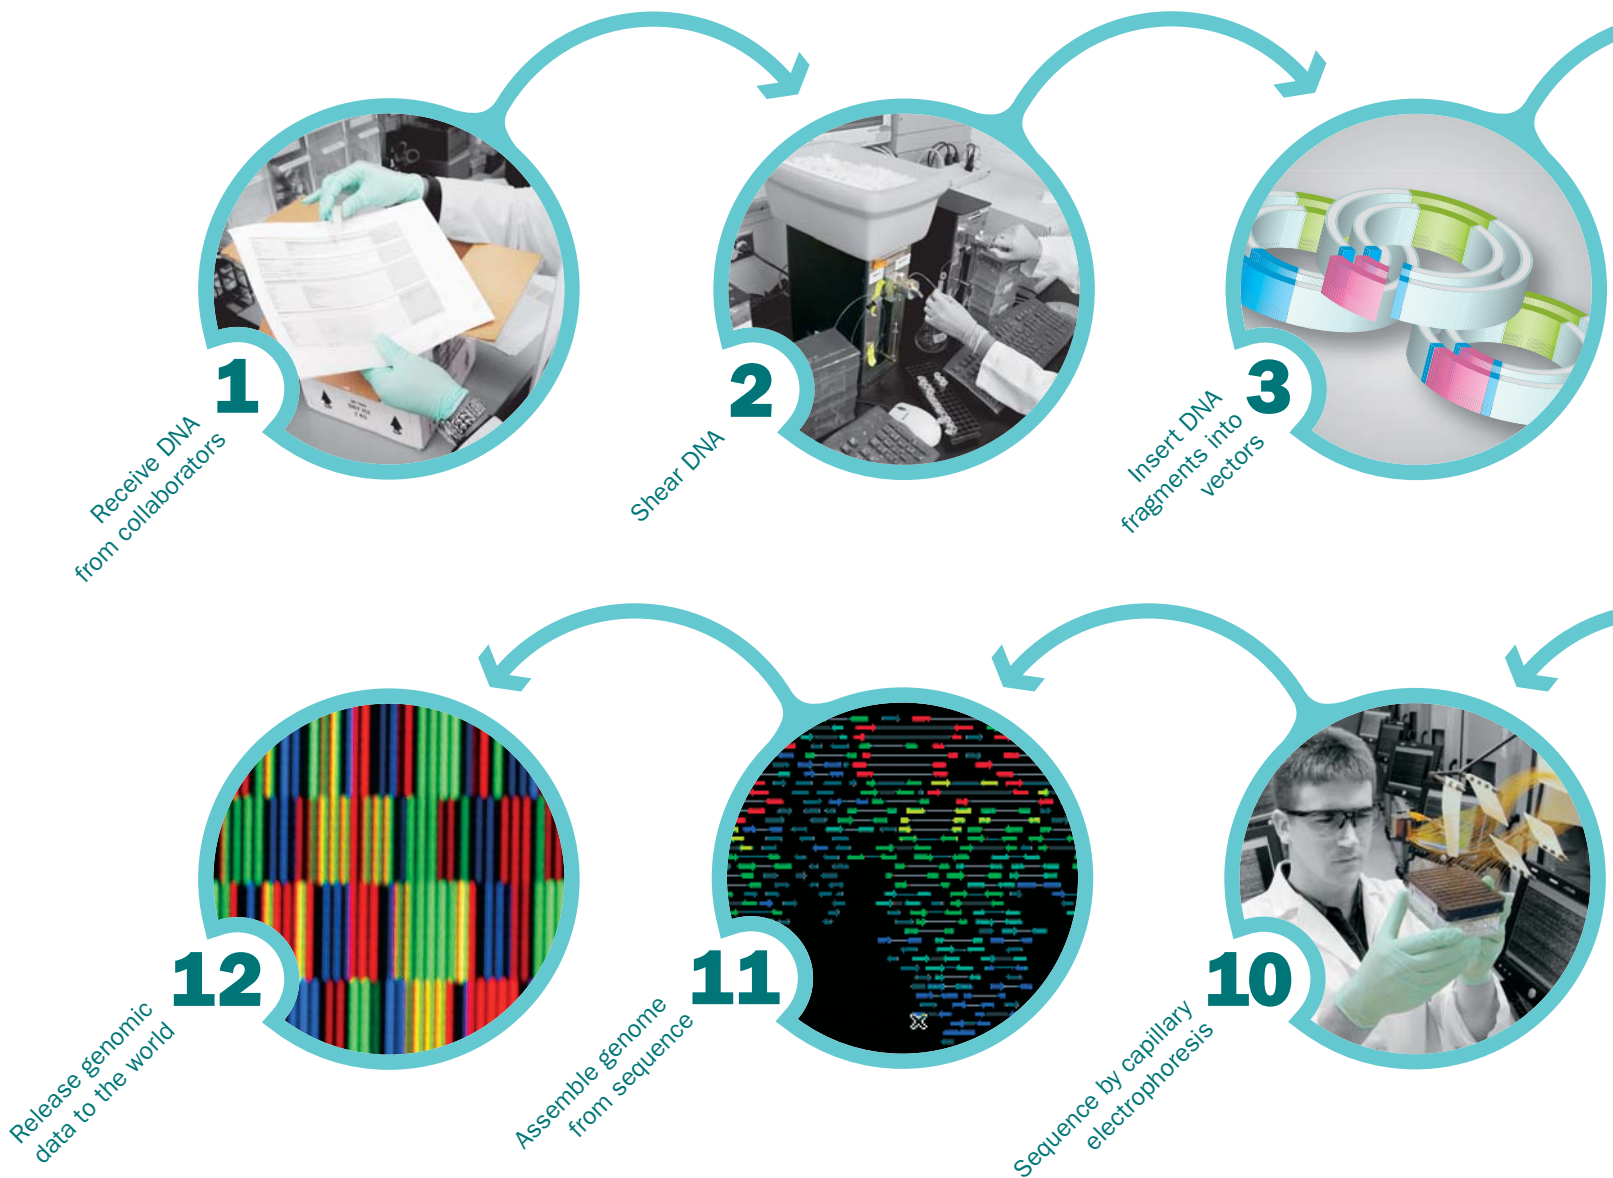 1
Receive DNA
from collaborators
2
Shear DNA
3
Insert DNA
fragments into
vectors
12
Release genomic
data to the world
11
Assemble genome
from sequence
10
Sequence by capillary
electrophoresis